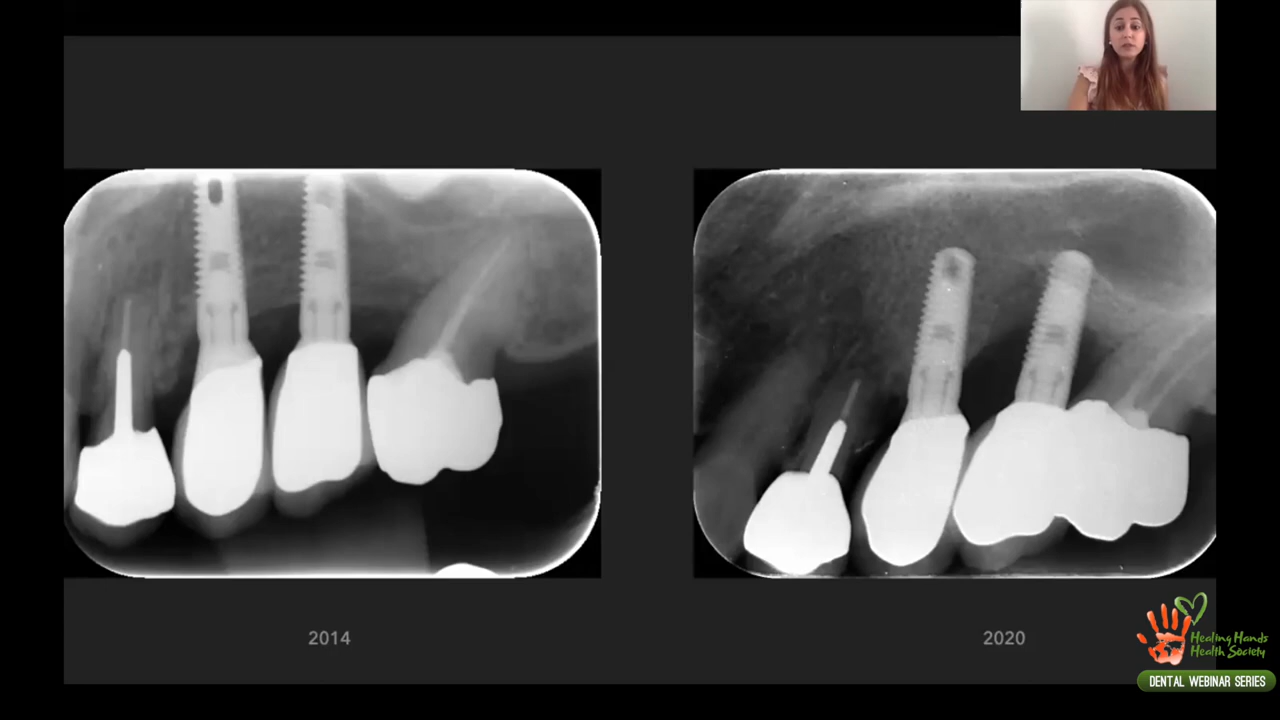 2014
2020
Healing Hands
Health Society
DENTAL WEBINAR SERIES